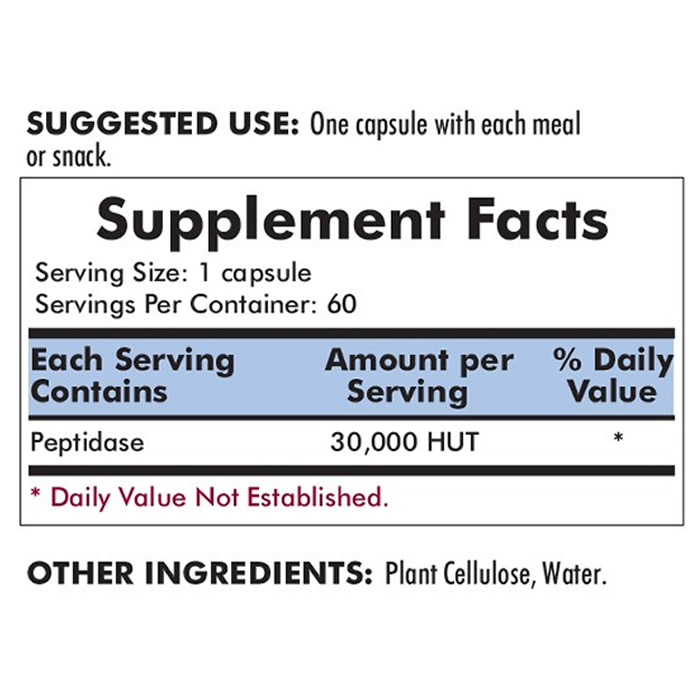 SUGGESTED USE: One capsule with each meal
or snack.
Supplement Facts
Serving Size: 1 capsule
Servings Per Container: 60
Each Serving Amount per % Daily
Contains Serving Value
Peptidase 30,000 HUT *
* Daily Value Not Established.
OTHER INGREDIENTS: Plant Cellulose, Water.